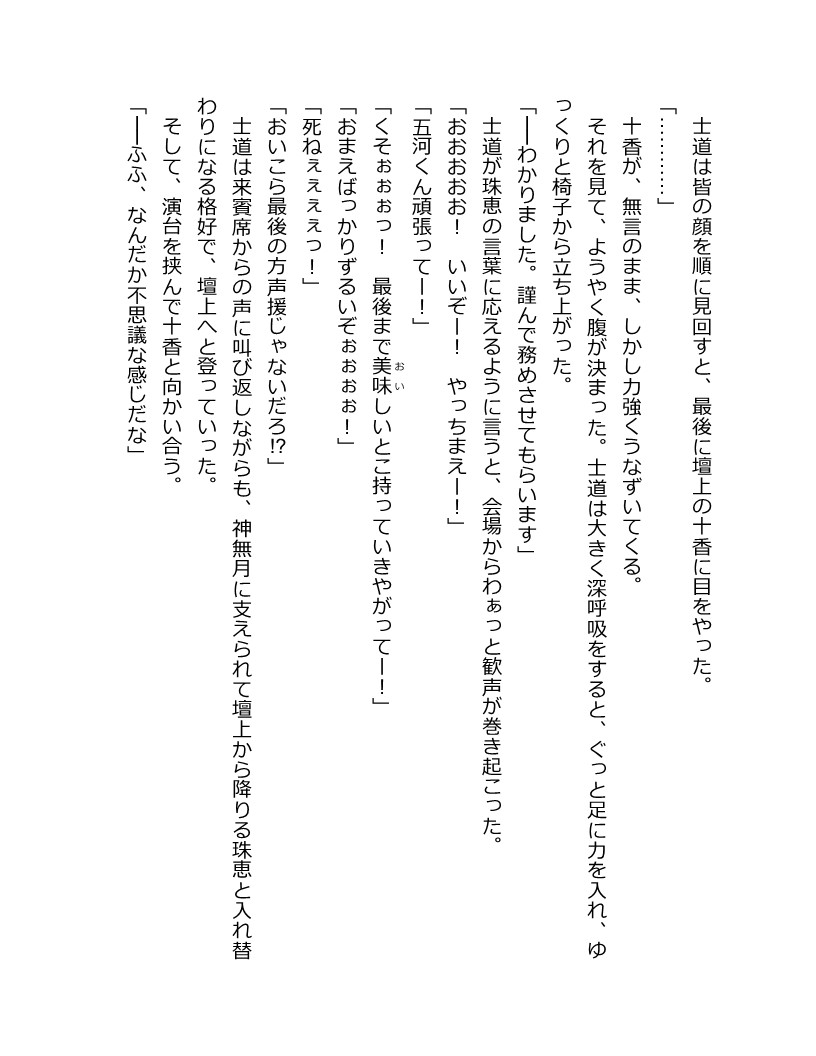 士道は皆の顔を順に見回すと、最後に壇上の十香に目をやった。
「…………」
　十香が、無言のまま、しかし力強くうなずいてくる。
　それを見て、ようやく腹が決まった。士道は大きく深呼吸をすると、ぐっと足に力を入れ、ゆ
っくりと椅子から立ち上がった。
「──わかりました。謹んで務めさせてもらいます」
　士道が珠恵の言葉に応えるように言うと、会場からわぁっと歓声が巻き起こった。
「おおおおお！　いいぞー！　やっちまえー！」
「五河くん頑張ってー！」
「くそぉぉぉっ！　最後まで美味しいとこ持っていきやがってー！」
「おまえばっかりずるいぞぉぉぉぉ！」
「死ねぇぇぇぇっ！」
「おいこら最後の方声援じゃないだろ!?」
　士道は来賓席からの声に叫び返しながらも、神無月に支えられて壇上から降りる珠恵と入れ替
わりになる格好で、壇上へと登っていった。
　そして、演台を挟んで十香と向かい合う。
「──ふふ、なんだか不思議な感じだな」